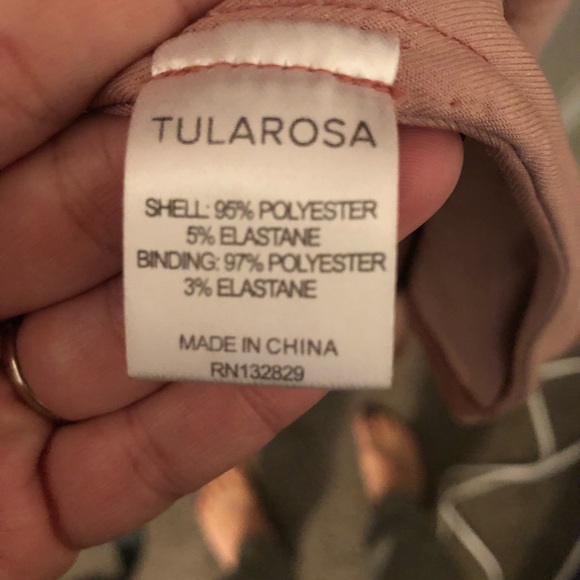 TULAROSA
SHELL: 95% POLYESTER
5% ELASTANE
BINDING: 97% POLYESTER
3% ELASTANE
MADE IN CHINA
RN132829